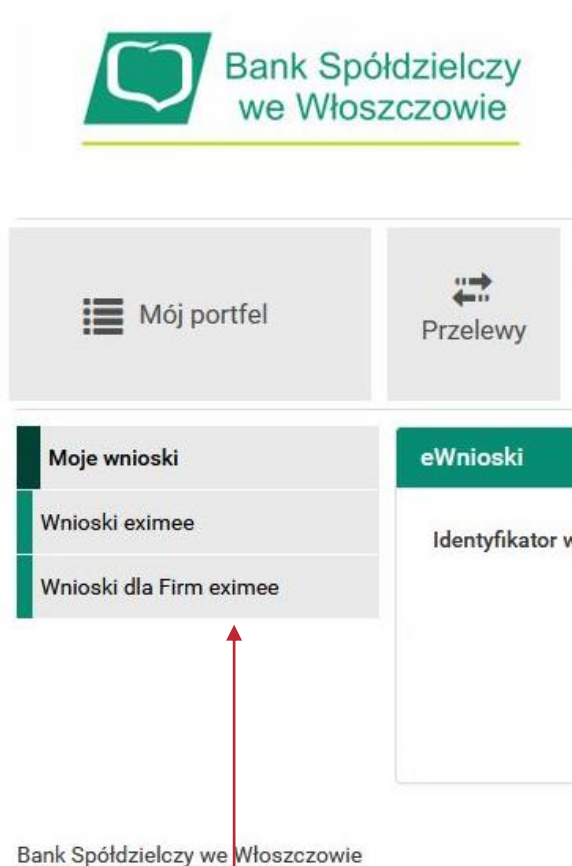 Bank Spółdzielczy
we Włoszczowie
Mój portfel
Przelewy
Moje wnioski
Wnioski eximee
Wnioski dla Firm eximee
eWnioski
Identyfikator w
Bank Spółdzielczy we Włoszczowie